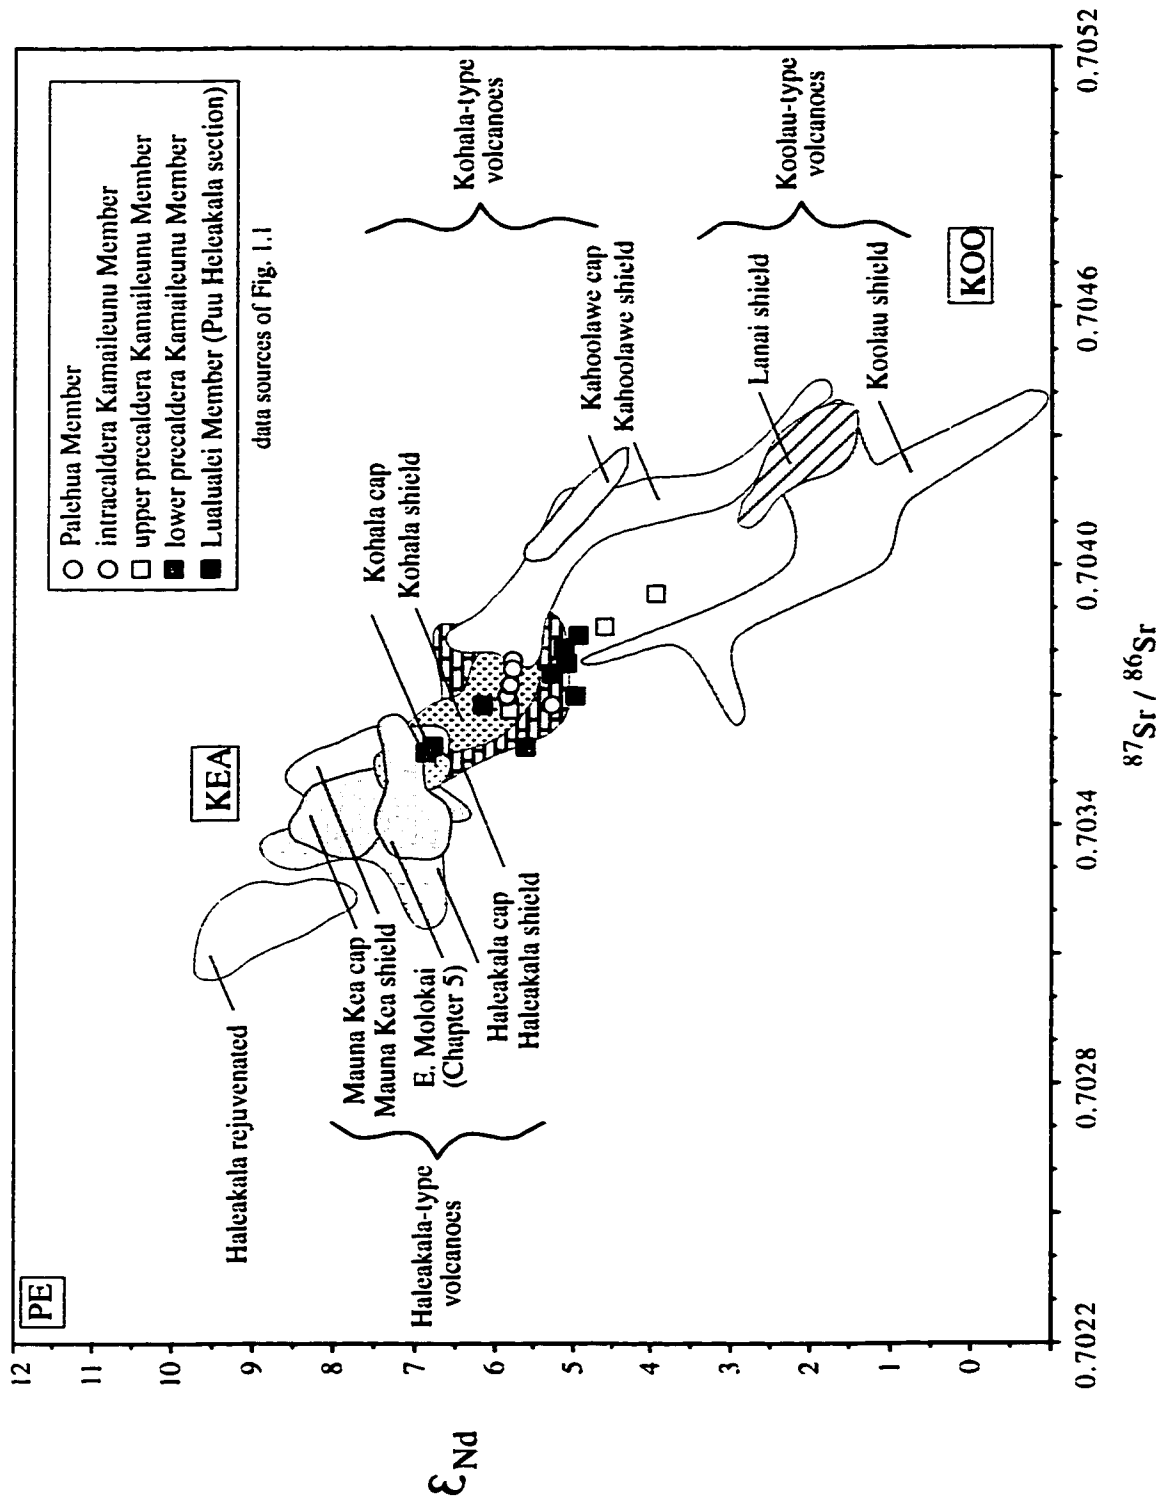 PE
Palehua Member
intracaldera Kamaileunu Member
upper precaldera Kamaileunu Member
lower precaldera Kamaileunu Member
Lualualei Member (Puu Heleakala section)
data sources of Fig. 1.1
KEA
Haleakala rejuvenated
Mauna Kea cap
Mauna Kea shield
E. Molokai
(Chapter 5)
Haleakala cap
Haleakala shield
Haleakala-type
volcanoes
Kohala cap
Kohala shield
Kohala-type
volcanoes
Kahoolawe cap
Kahoolawe shield
Lanai shield
Koolau shield
Koolau-type
volcanoes
KOO
12
11
10
9
8
7
6
5
4
3
2
1
0
εNd
0.7022
0.7028
0.7034
0.7040
0.7046
0.7052
87Sr / 86Sr